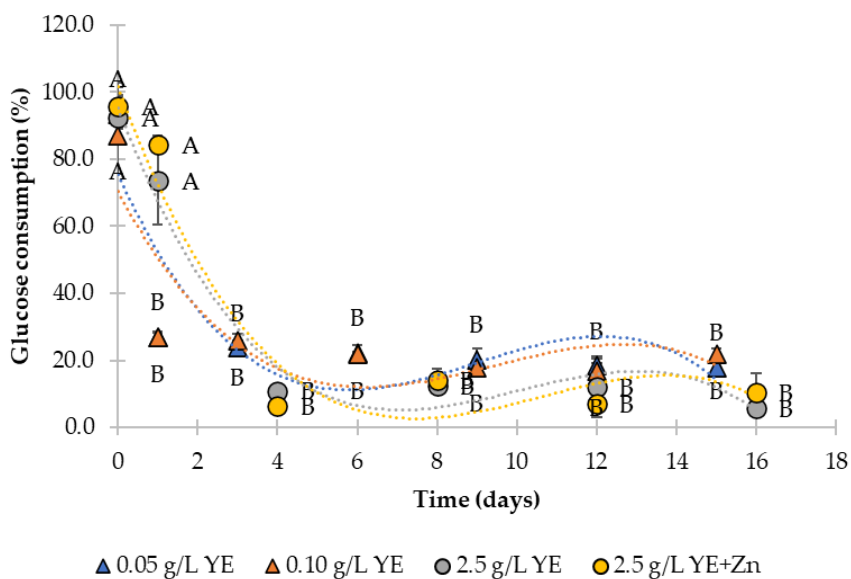 120.0
A
100.0
A
A
80.0
A
A
A
60.0
Glucose consumption (%)
40.0
B
B
B
B
B
B
20.0
B
B
B
B
B
B
B
B
B
B
B
B
B
B
0.0
0 2 4 6 8 10 12 14 16 18
Time (days)
0.05 g/L YE 0.10 g/L YE 2.5 g/L YE 2.5 g/L YE+Zn